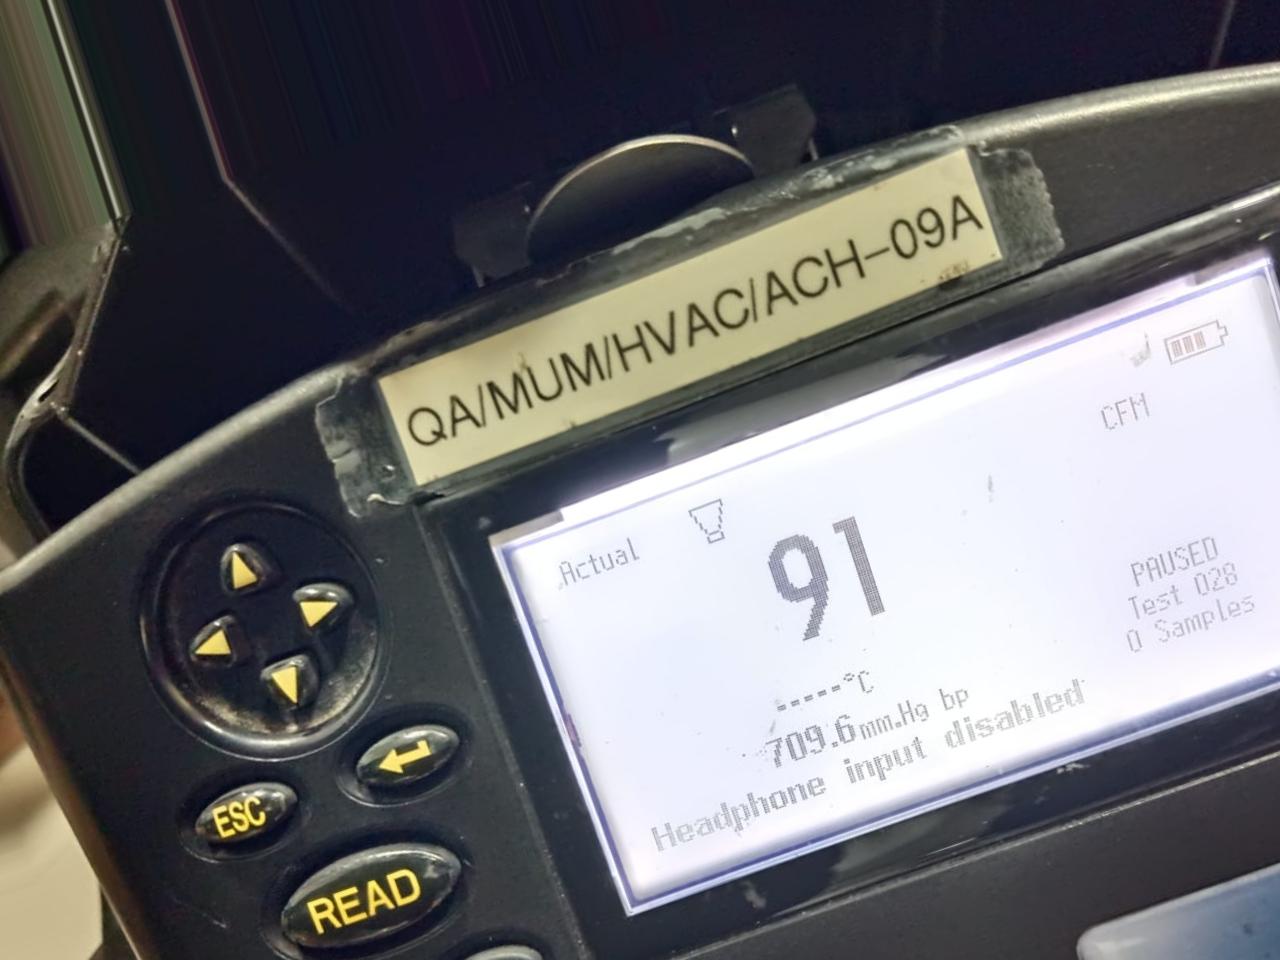 QA/MUM/HVAC/ACH-09A
CFM
Actual
91
PAUSED
Test 028
0 Samples
-----°C
709.6mm.Hg bp
Headphone input disabled
ESC
READ